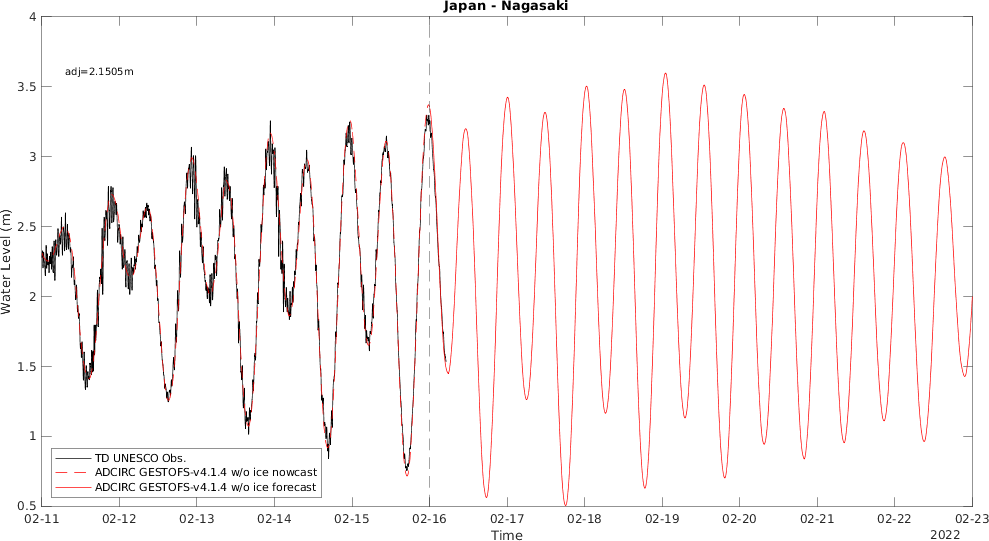 Japan - Nagasaki
4
adj=2.1505m
3.5
3
2.5
2
1.5
1
0.5
Water Level (m)
TD UNESCO Obs.
ADCIRC GESTOFS-v4.1.4 w/o ice nowcast
ADCIRC GESTOFS-v4.1.4 w/o ice forecast
02-11 02-12 02-13 02-14 02-15 02-16 02-17 02-18 02-19 02-20 02-21 02-22 02-23
Time
2022